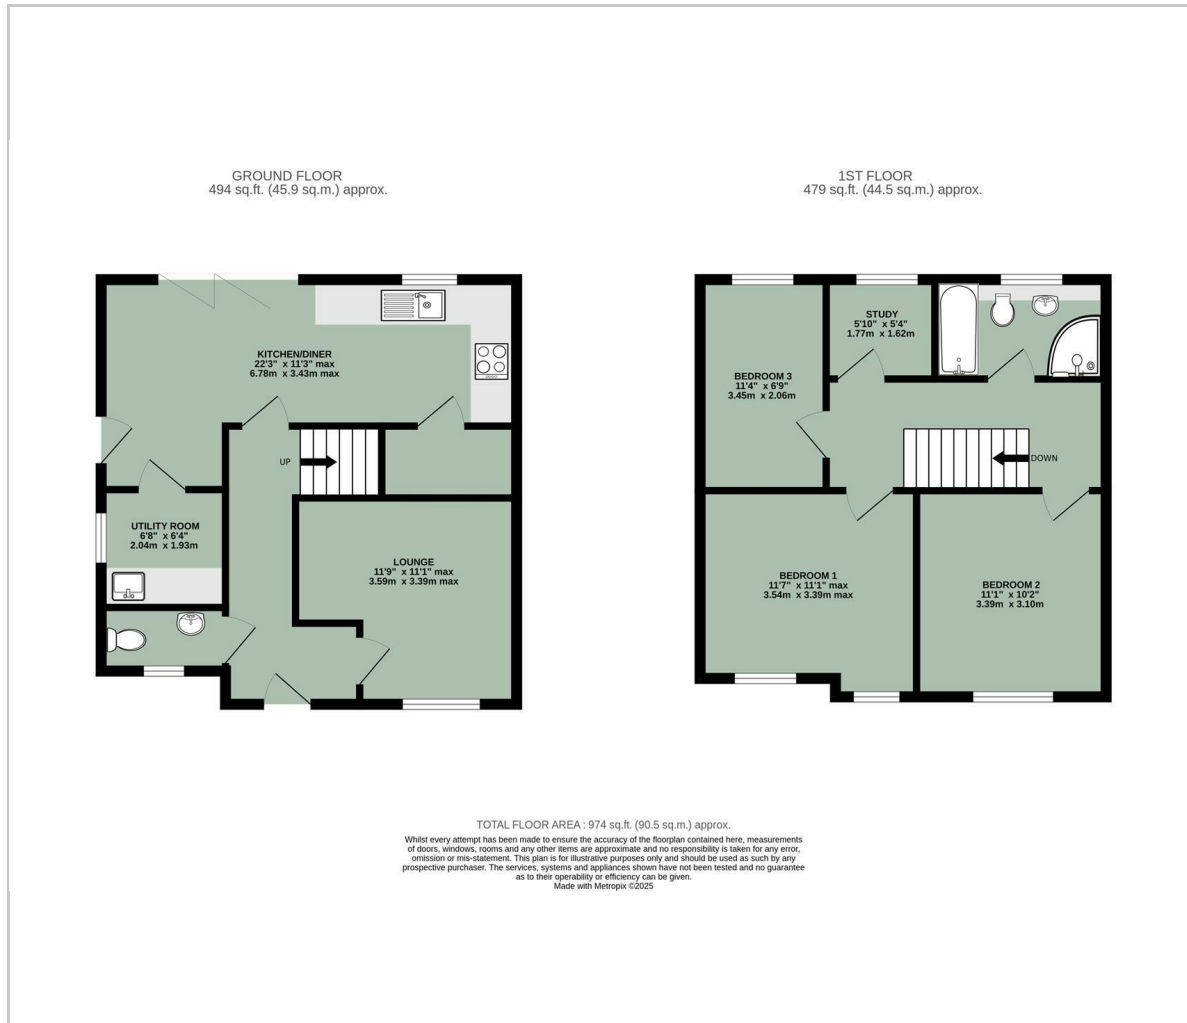 GROUND FLOOR
494 sq.ft. (45.9 sq.m.) approx.
KITCHEN/DINER
22'3" x 11'3" max
6.78m x 3.43m max
UP
UTILITY ROOM
6'8" x 6'4"
2.04m x 1.93m
LOUNGE
11'9" x 11'1" max
3.59m x 3.39m max
1ST FLOOR
479 sq.ft. (44.5 sq.m.) approx.
STUDY
5'10" x 5'4"
1.77m x 1.62m
BEDROOM 3
11'4" x 6'9"
3.45m x 2.06m
DOWN
BEDROOM 1
11'7" x 11'1" max
3.54m x 3.39m max
BEDROOM 2
11'1" x 10'2"
3.39m x 3.10m
TOTAL FLOOR AREA : 974 sq.ft. (90.5 sq.m.) approx.
Whilst every attempt has been made to ensure the accuracy of the floorplan contained here, measurements
of doors, windows, rooms and any other items are approximate and no responsibility is taken for any error,
omission or mis-statement. This plan is for illustrative purposes only and should be used as such by any
prospective purchaser. The services, systems and appliances shown have not been tested and no guarantee
as to their operability or efficiency can be given.
Made with Metropix ©2025